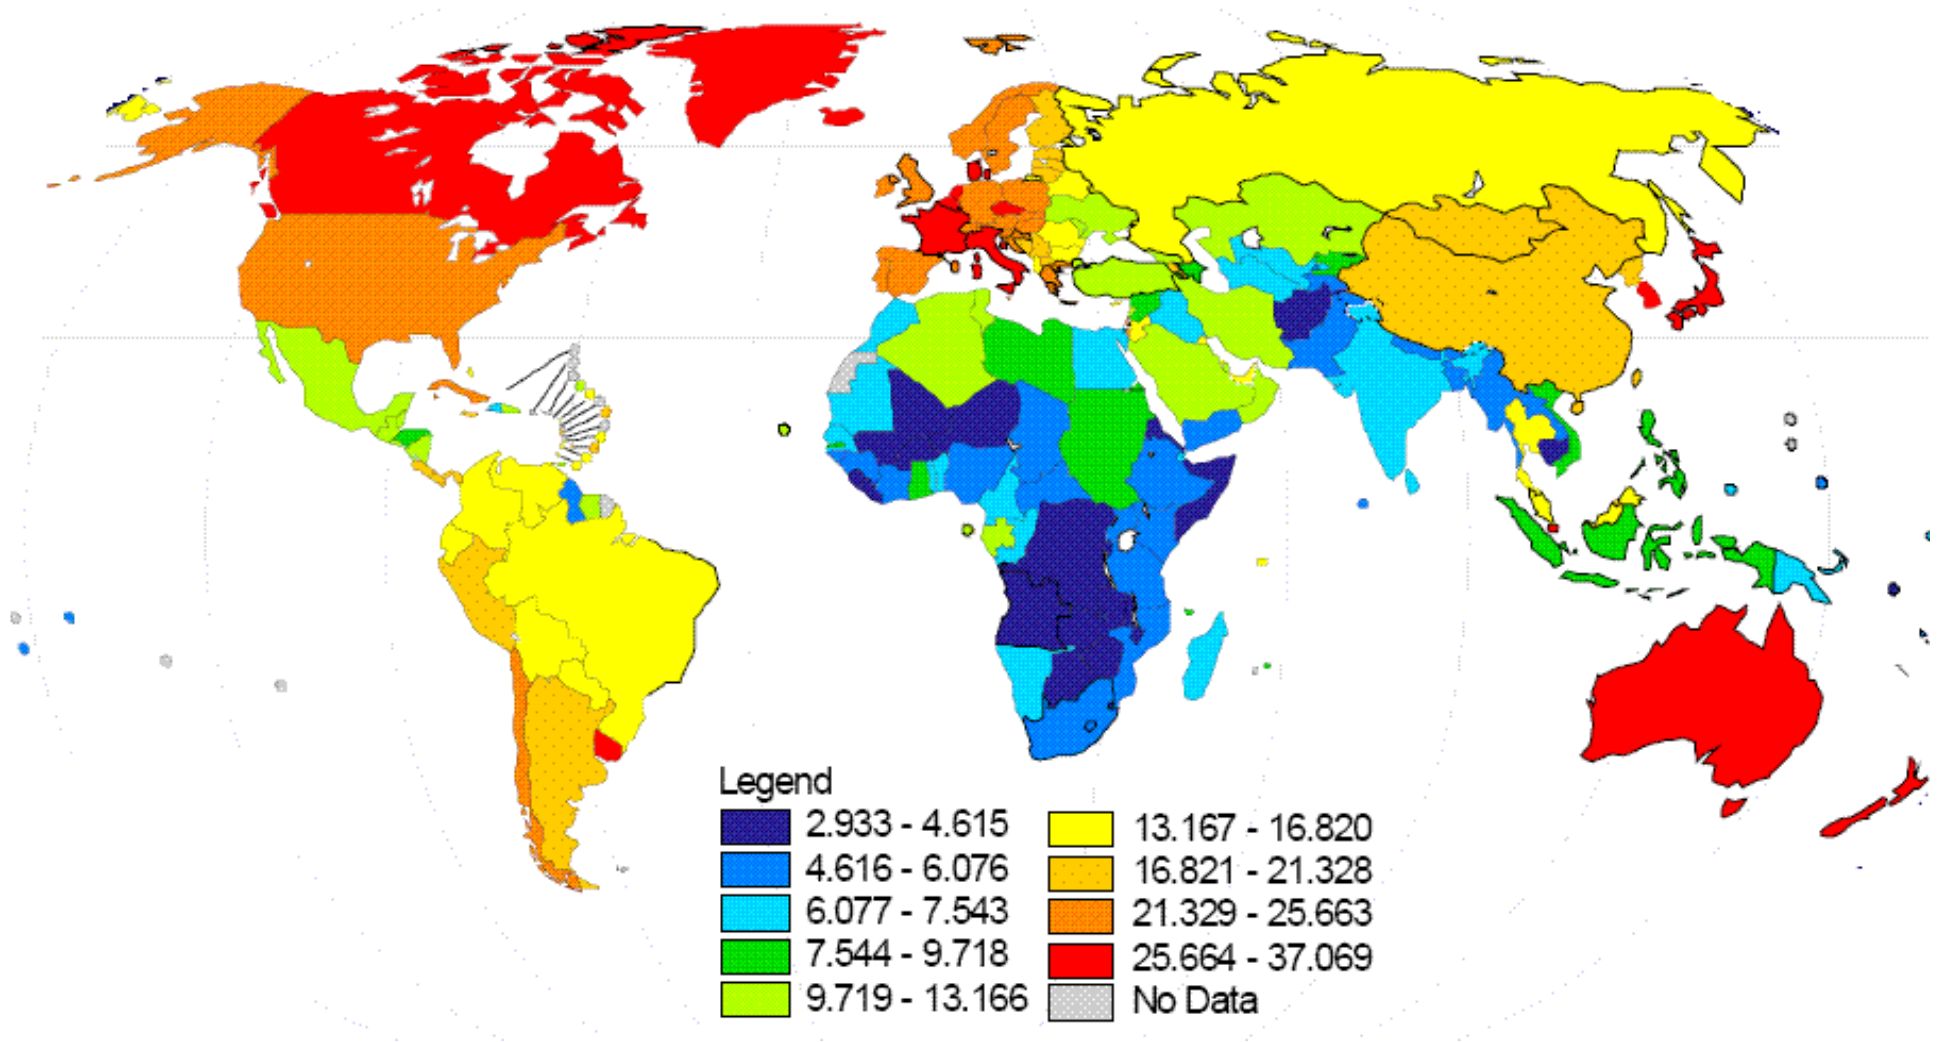 Legend
2.933 - 4.615
4.616 - 6.076
6.077 - 7.543
7.544 - 9.718
9.719 - 13.166
13.167 - 16.820
16.821 - 21.328
21.329 - 25.663
25.664 - 37.069
No Data